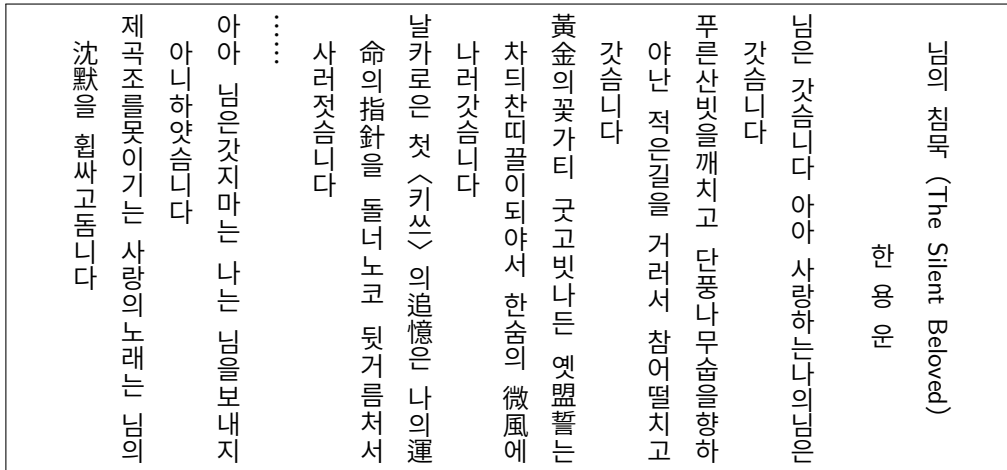 님의 침묵 (The Silent Beloved)
한 용 운
님은 갓슴니다 아아 사랑하는나의님은
갓슴니다
푸른산빗을깨치고 단풍나무숩을향하
야난 적은길을 거러서 참어떨치고
갓슴니다
黃金의꽃가티 굿고빗나든 옛盟誓는
차듸찬띠끌이되야서 한숨의 微風에
나러갓슴니다
날카로은 첫〈키쓰〉의追憶은 나의運
命의指針을 돌너노코 뒷거름처서
사러젓슴니다
……
아아 님은갓지마는 나는 님을보내지
아니하얏슴니다
제곡조를못이기는 사랑의노래는 님의
沈默을 휩싸고돔니다